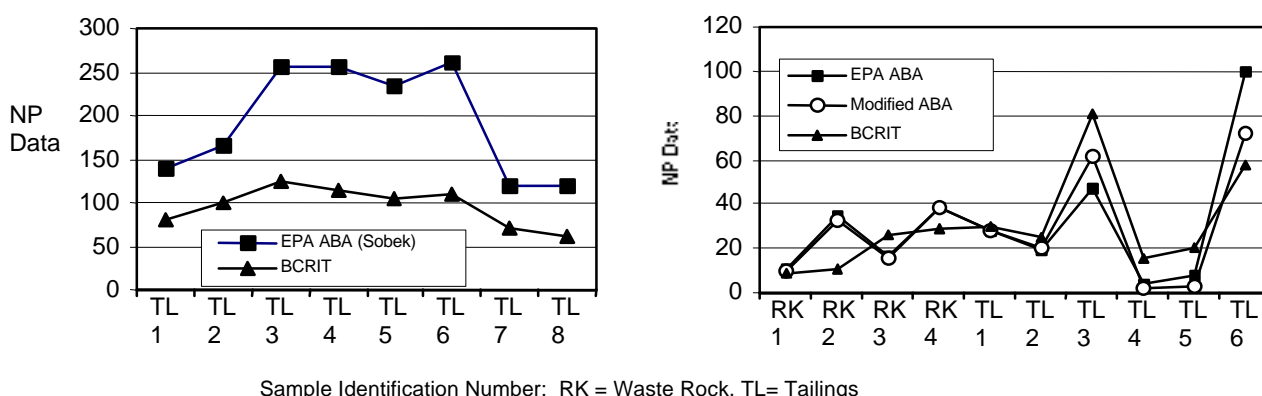 300
250
200
150
100
50
0
NP
Data
EPA ABA (Sobek)
BCRIT
TL TL TL TL TL TL TL TL
1 2 3 4 5 6 7 8
120
100
80
60
40
20
0
NP Data
EPA ABA
Modified ABA
BCRIT
RK RK RK RK TL TL TL TL TL TL
1 2 3 4 1 2 3 4 5 6
Sample Identification Number: RK = Waste Rock, TL= Tailings